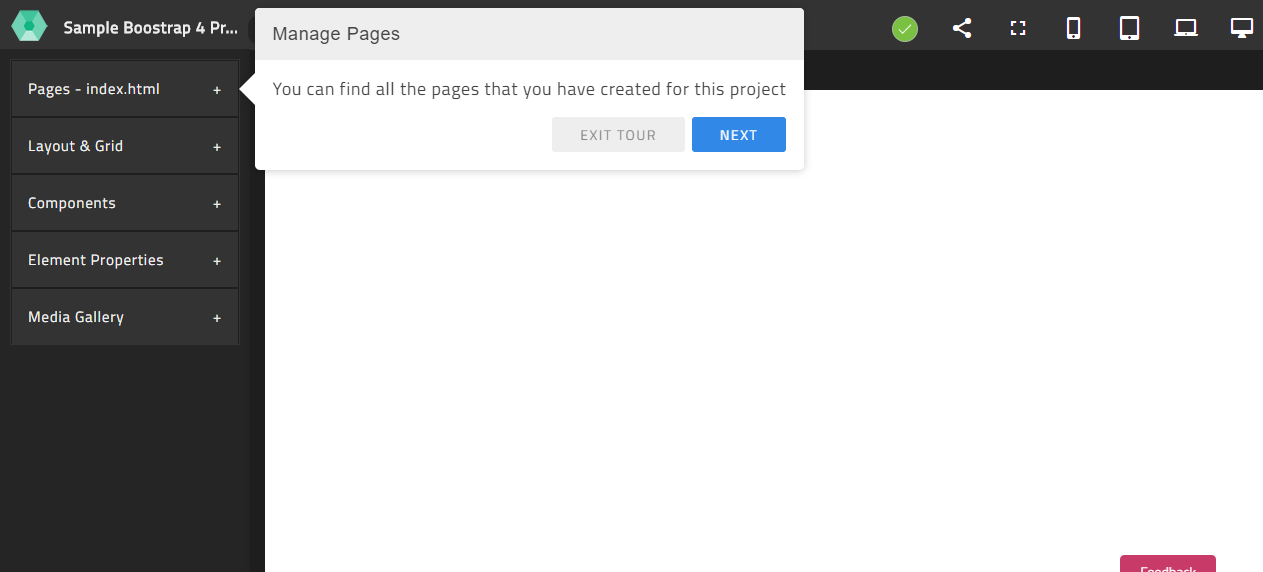 Sample Boostrap 4 Pr...
Manage Pages
You can find all the pages that you have created for this project
EXIT TOUR
NEXT
Pages - index.html +
Layout & Grid +
Components +
Element Properties +
Media Gallery +
Feedback